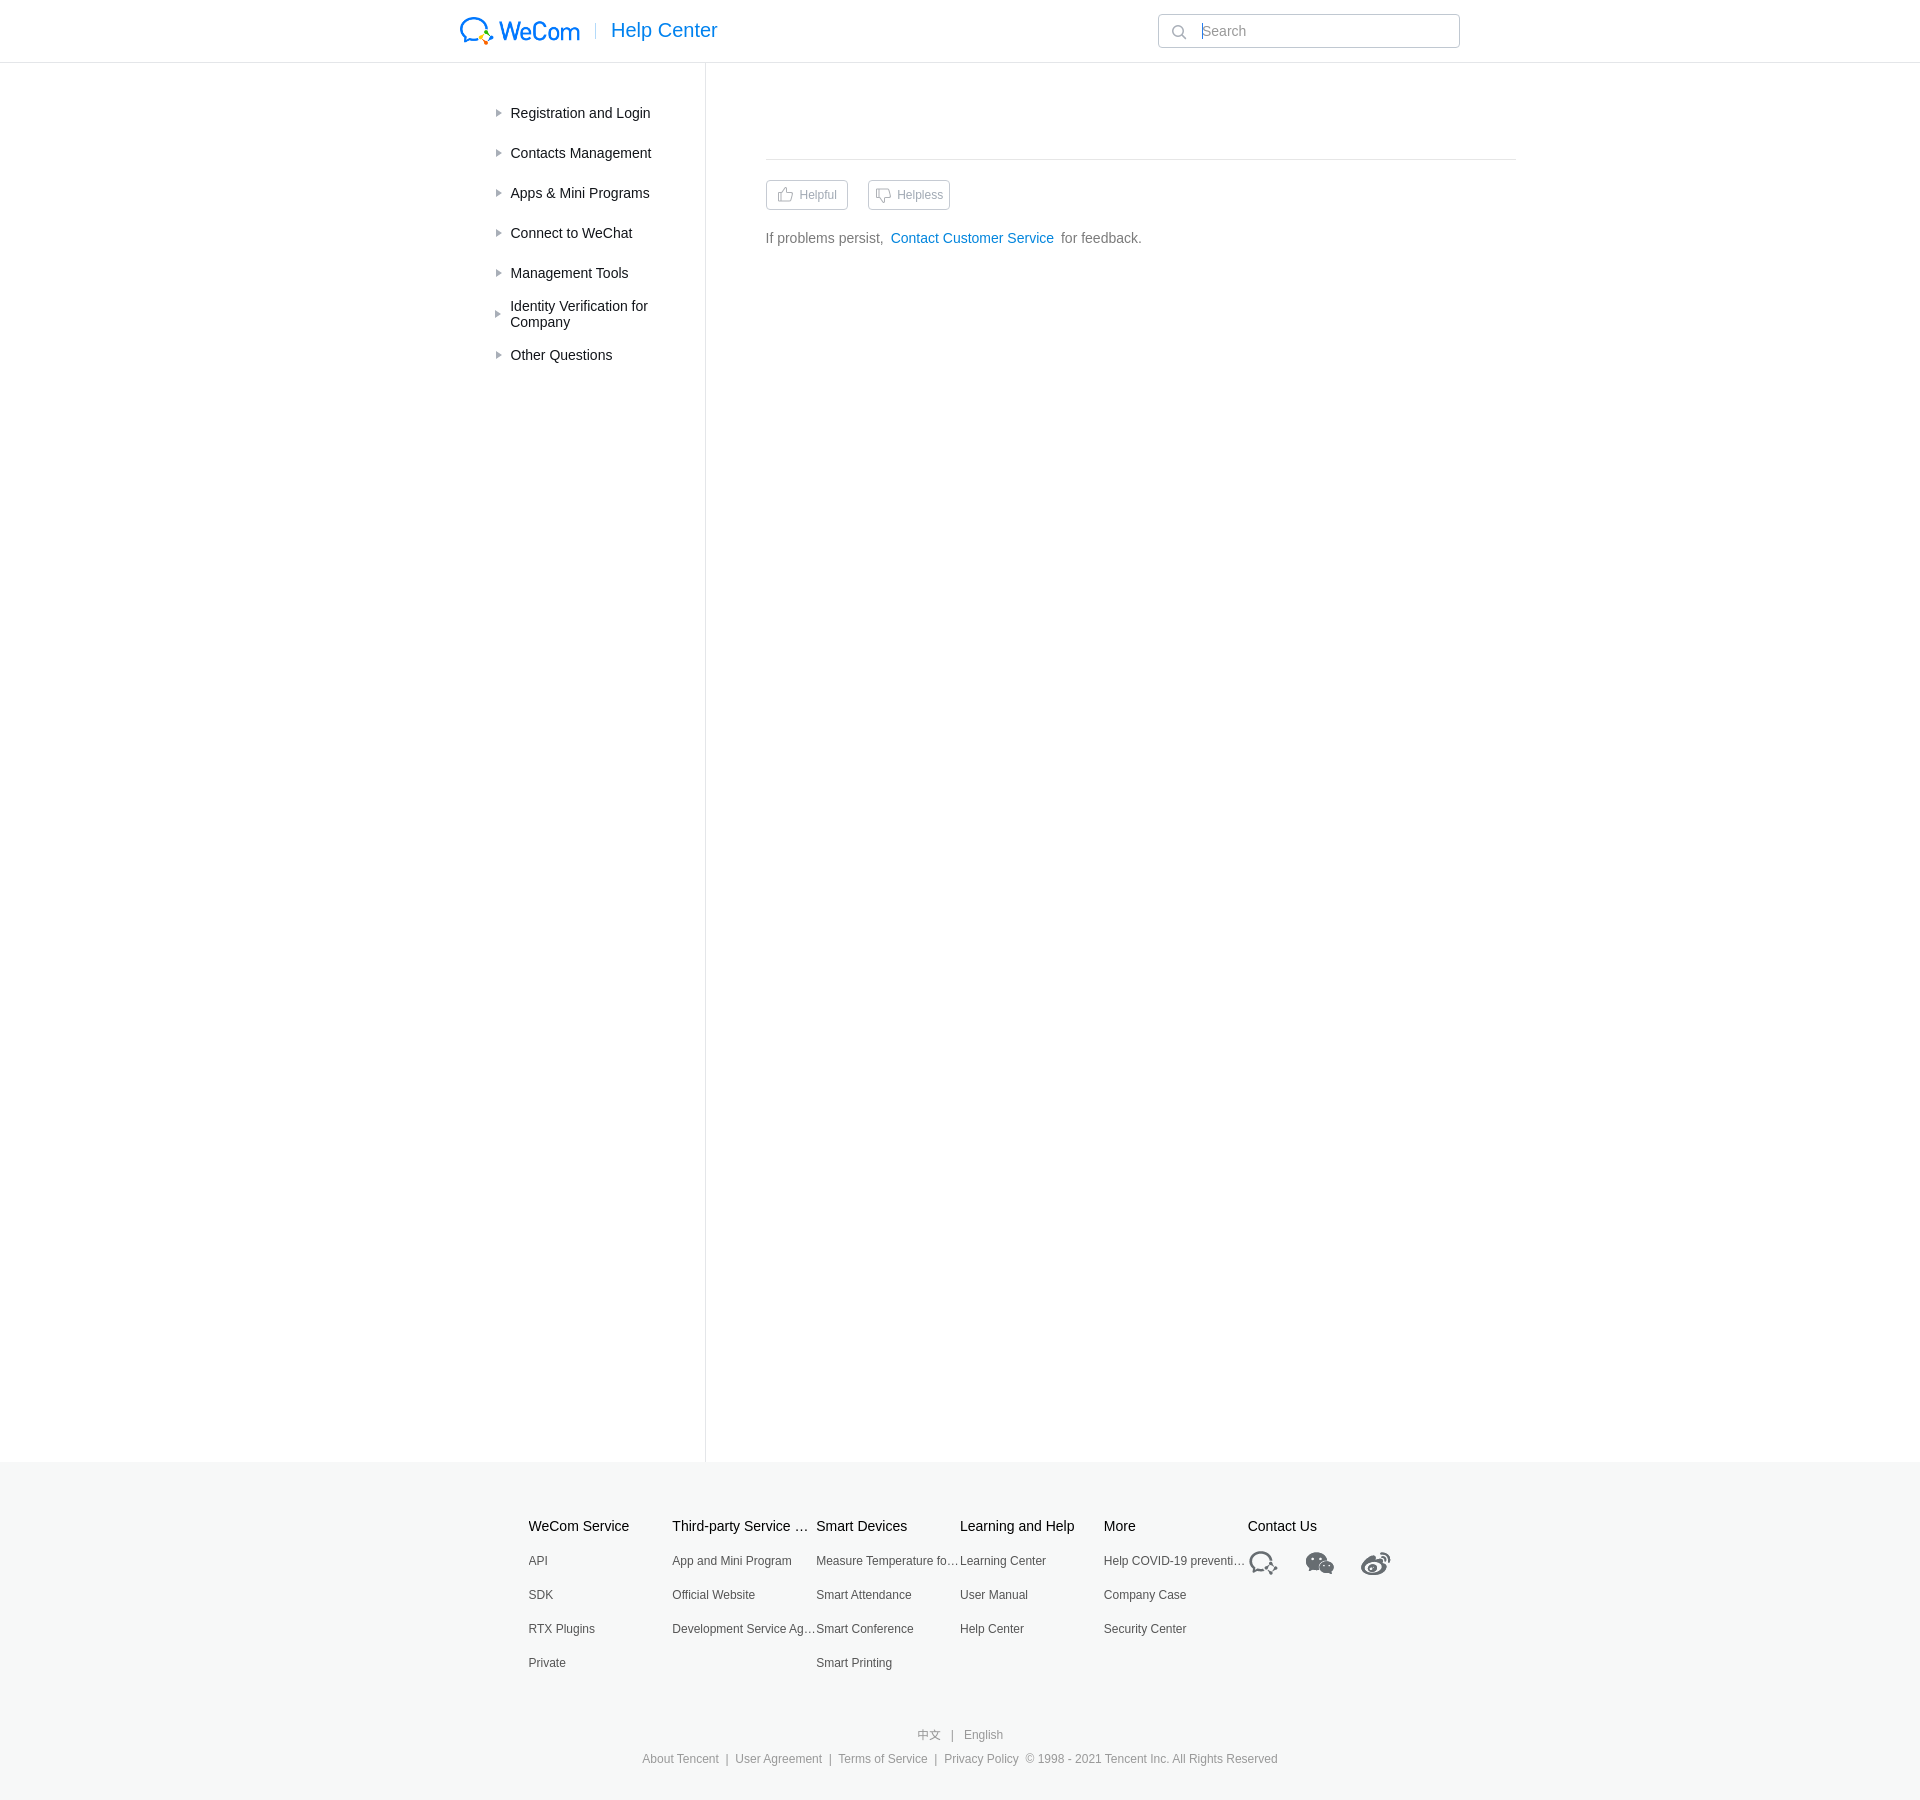 WeCom
Help Center
Search
Registration and Login
Contacts Management
Apps & Mini Programs
Connect to WeChat
Management Tools
Identity Verification for
Company
Other Questions
Helpful
Helpless
If problems persist, Contact Customer Service for feedback.
WeCom Service
API
SDK
RTX Plugins
Private
Third-party Service …
App and Mini Program
Official Website
Development Service Ag…
Smart Devices
Measure Temperature fo…
Smart Attendance
Smart Conference
Smart Printing
Learning and Help
Learning Center
User Manual
Help Center
More
Help COVID-19 preventi…
Company Case
Security Center
Contact Us
中文 | English
About Tencent | User Agreement | Terms of Service | Privacy Policy © 1998 - 2021 Tencent Inc. All Rights Reserved